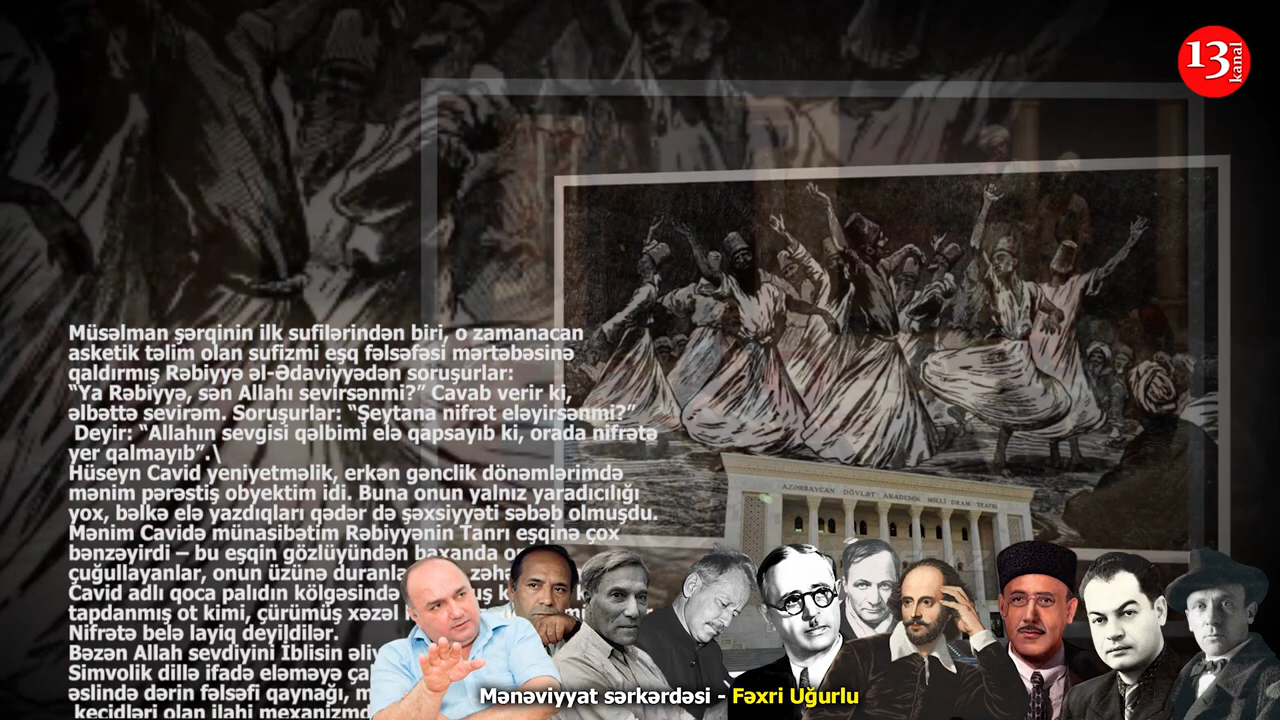 13 kanal
Müsəlman şərqinin ilk sufilərindən biri, o zamanacan
asketik təlim olan sufizmi eşq fəlsəfəsi mərtəbəsinə
qaldırmış Rəbiyyə əl-Ədaviyyədən soruşurlar:
“Ya Rəbiyyə, sən Allahı sevirsənmi?” Cavab verir ki,
əlbəttə sevirəm. Soruşurlar: “Şeytana nifrət eləyirsənmi?”
Deyir: “Allahın sevgisi qəlbimi elə qapsayıb ki, orada nifrətə
yer qalmayıb”.\
Hüseyn Cavid yeniyetməlik, erkən gənclik dönəmlərimdə
mənim pərəstiş obyektim idi. Buna onun yalnız yaradıcılığı
yox, bəlkə elə yazdıqları qədər də şəxsiyyəti səbəb olmuşdu.
Mənim Cavidə münasibətim Rəbiyyənin Tanrı eşqinə çox
bənzəyirdi – bu eşqin gözlüyündən baxanda
çuğullayanlar, onun üzünə
Cavid adlı qoca palıdın kölgəsində
tapdanmış ot kimi, çürümüş xəzəl
Nifrətə belə layiq deyildilər.
Bəzən Allah sevdiyini İblisin
Simvolik dillə ifadə eləməyə
əslində dərin fəlsəfi qaynağı,
keçidləri olan ilahi
AZƏRBAYCAN DÖVLƏT AKADEMİK MİLLİ DRAM TEATRI
Mənəviyyat sərkərdəsi - Fəxri Uğurlu